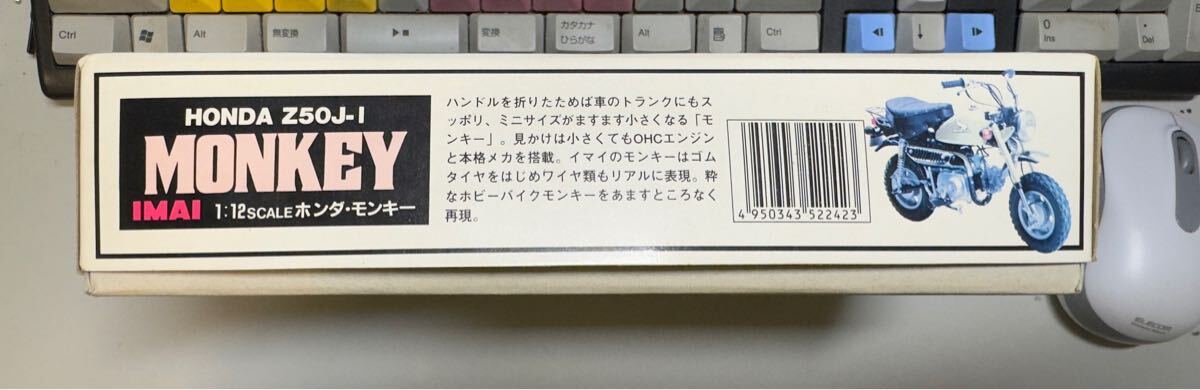 Ctrl
Alt
無変換
変換
カタカナ
ひらがな
Alt
Ctrl
↓
0
Ins
.
Del
HONDA Z50J-I
MONKEY
IMAI 1:12SCALE ホンダ・モンキー
ハンドルを折りたためば車のトランクにもス
ッポリ、ミニサイズがますます小さくなる「モ
ンキー」。見かけは小さくてもOHCエンジン
と本格メカを搭載。イマイのモンキーはゴム
タイヤをはじめワイヤ類もリアルに表現。粋
なホビーバイクモンキーをあますところなく
再現。
4 950343 522423
ELECOM